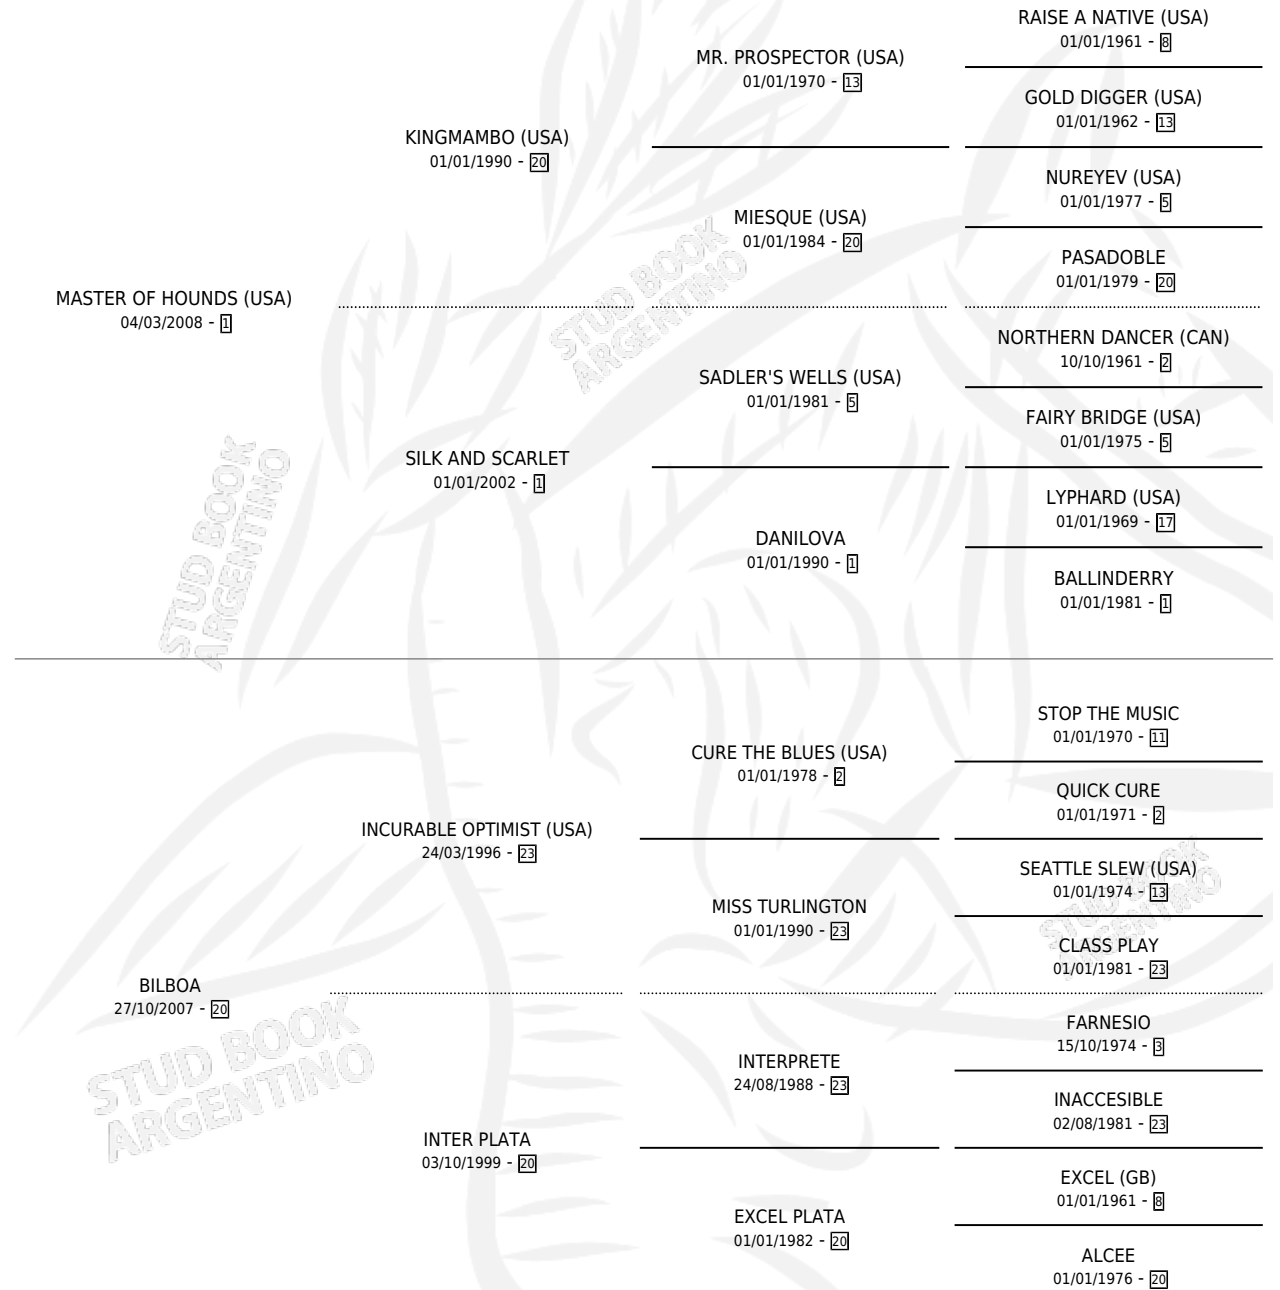 RAISE A NATIVE (USA)
01/01/1961 - 8
MR. PROSPECTOR (USA)
01/01/1970 - 13
GOLD DIGGER (USA)
01/01/1962 - 13
KINGMAMBO (USA)
01/01/1990 - 20
NUREYEV (USA)
01/01/1977 - 5
MIESQUE (USA)
01/01/1984 - 20
PASADOBLE
01/01/1979 - 20
MASTER OF HOUNDS (USA)
04/03/2008 - 1
NORTHERN DANCER (CAN)
10/10/1961 - 2
SADLER'S WELLS (USA)
01/01/1981 - 5
FAIRY BRIDGE (USA)
01/01/1975 - 5
SILK AND SCARLET
01/01/2002 - 1
LYPHARD (USA)
01/01/1969 - 17
DANILOVA
01/01/1990 - 1
BALLINDERRY
01/01/1981 - 1
STOP THE MUSIC
01/01/1970 - 11
CURE THE BLUES (USA)
01/01/1978 - 2
QUICK CURE
01/01/1971 - 2
INCURABLE OPTIMIST (USA)
24/03/1996 - 23
SEATTLE SLEW (USA)
01/01/1974 - 13
MISS TURLINGTON
01/01/1990 - 23
CLASS PLAY
01/01/1981 - 23
BILBOA
27/10/2007 - 20
FARNESIO
15/10/1974 - 3
INTERPRETE
24/08/1988 - 23
INACCESIBLE
02/08/1981 - 23
INTER PLATA
03/10/1999 - 20
EXCEL (GB)
01/01/1961 - 8
EXCEL PLATA
01/01/1982 - 20
ALCEE
01/01/1976 - 20
STUD BOOK
ARGENTINO
STUD BOOK
ARGENTINO
STUD BOOK
ARGENTINO
STUD BOOK
ARGENTINO